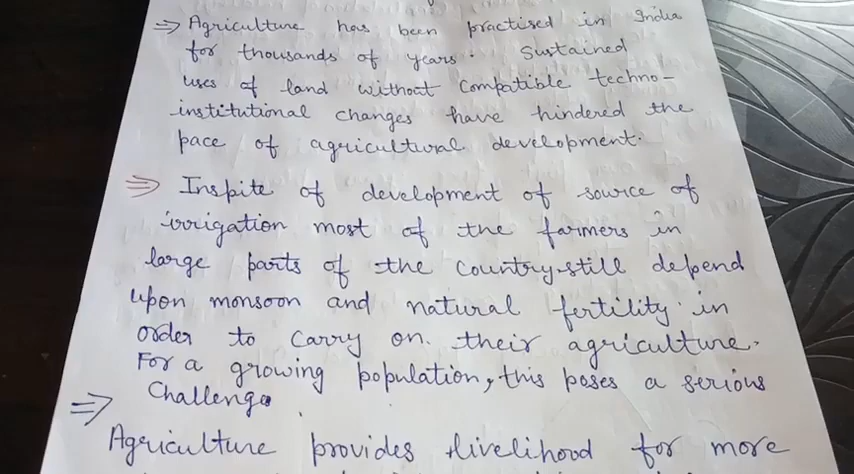 ⇒ Agriculture has been practised in India
for thousands of years. Sustained
uses of land without compatible techno-
institutional changes have hindered the
pace of agricultural development.
⇒ Inspite of development of source of
irrigation most of the farmers in
large parts of the country still depend
upon monsoon and natural fertility in
order to carry on their agriculture.
For a growing population, this poses a serious
Challenge.
⇒
Agriculture provides livelihood for more